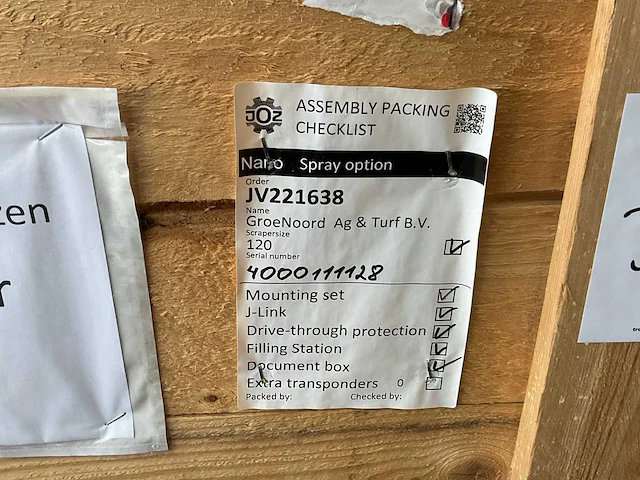 zen
r
JOZ
ASSEMBLY PACKING
CHECKLIST
Nano Spray option
Order
JV221638
Name
GroeNoord Ag & Turf B.V.
Scrapersize
120
Serial number
4000111128
Mounting set
J-Link
Drive-through protection
Filling Station
Document box
Extra transponders 0
Packed by: Checked by: